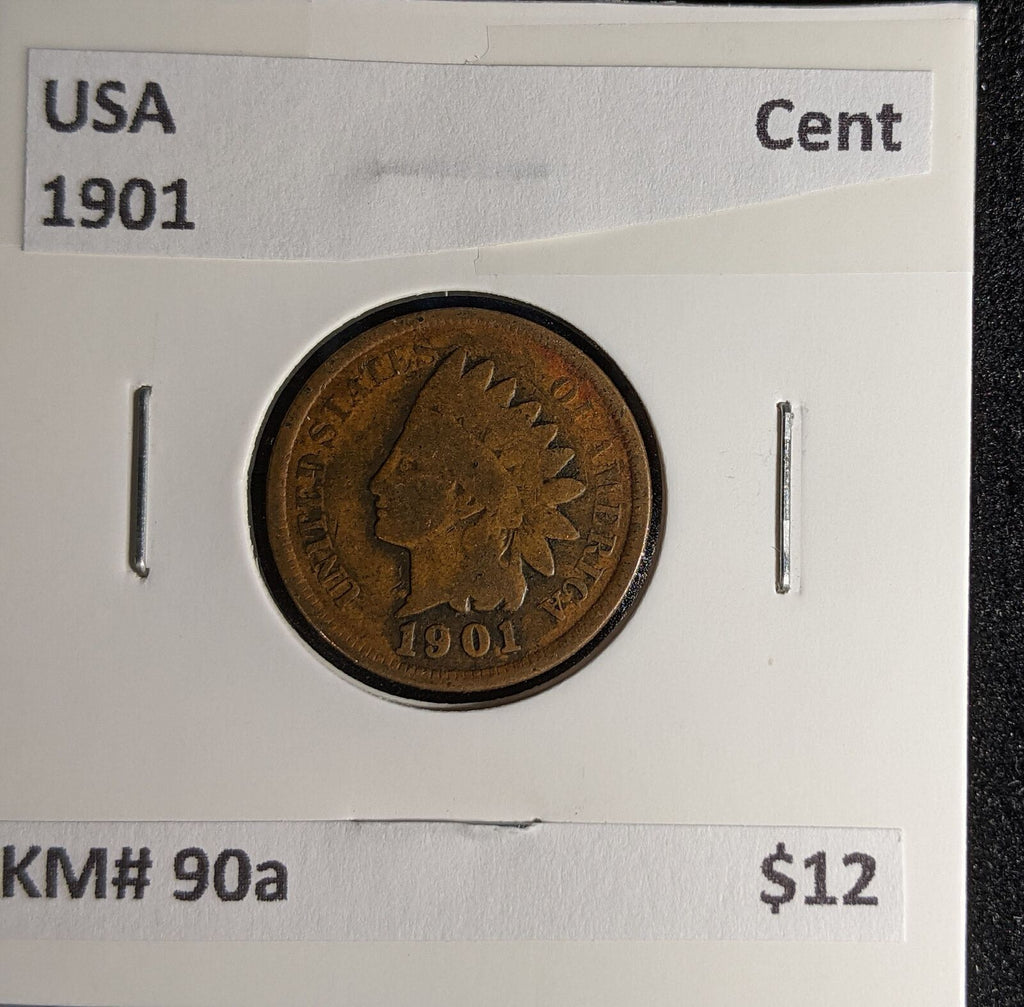 USA
Cent
1901
UNITED STATES OF AMERICA
1901
KM# 90a
$12